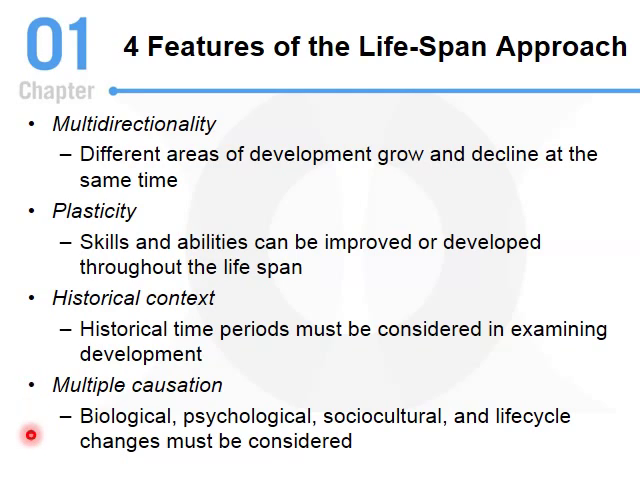 01
Chapter
4 Features of the Life-Span Approach
• Multidirectionality
– Different areas of development grow and decline at the
same time
• Plasticity
– Skills and abilities can be improved or developed
throughout the life span
• Historical context
– Historical time periods must be considered in examining
development
• Multiple causation
– Biological, psychological, sociocultural, and lifecycle
changes must be considered